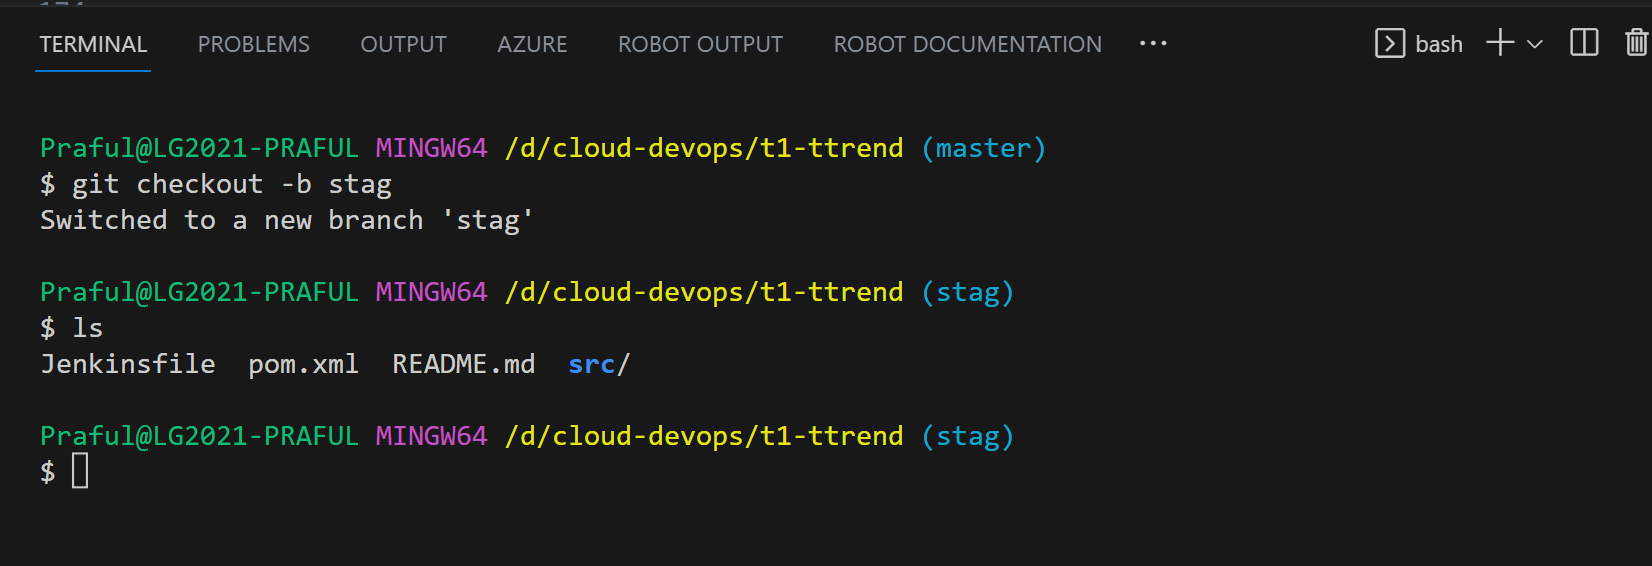 TERMINAL PROBLEMS OUTPUT AZURE ROBOT OUTPUT ROBOT DOCUMENTATION ··· bash
Praful@LG2021-PRAFUL MINGW64 /d/cloud-devops/t1-ttrend (master)
$ git checkout -b stag
Switched to a new branch 'stag'
Praful@LG2021-PRAFUL MINGW64 /d/cloud-devops/t1-ttrend (stag)
$ ls
Jenkinsfile  pom.xml  README.md  src/
Praful@LG2021-PRAFUL MINGW64 /d/cloud-devops/t1-ttrend (stag)
$